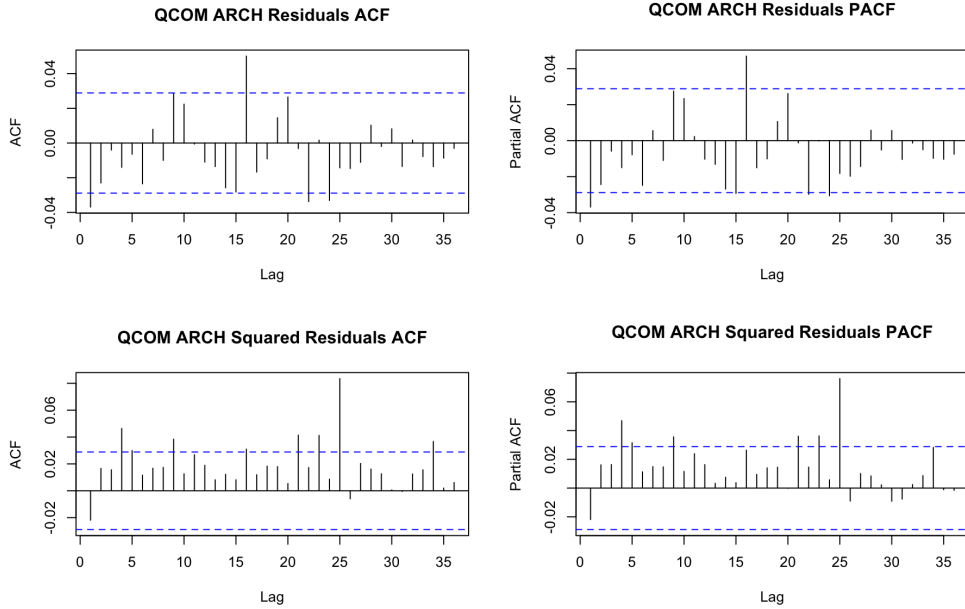 QCOM ARCH Residuals ACF
ACF
0.04
0.00
-0.04
0 5 10 15 20 25 30 35
Lag
QCOM ARCH Residuals PACF
Partial ACF
0.04
0.00
-0.04
0 5 10 15 20 25 30 35
Lag
QCOM ARCH Squared Residuals ACF
ACF
0.06
0.02
-0.02
0 5 10 15 20 25 30 35
Lag
QCOM ARCH Squared Residuals PACF
Partial ACF
0.06
0.02
-0.02
0 5 10 15 20 25 30 35
Lag